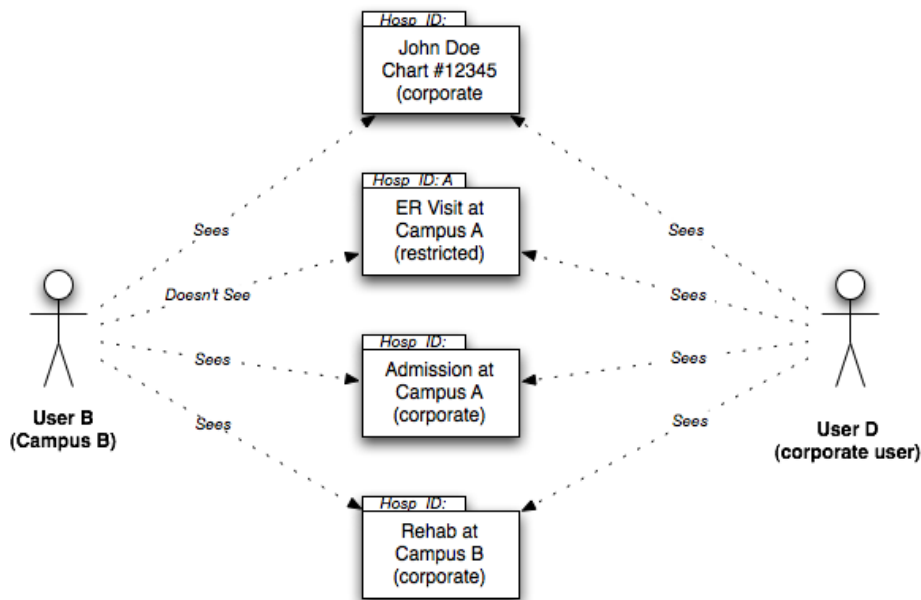 Hosp_ID:
John Doe
Chart #12345
(corporate
Hosp_ID: A
ER Visit at
Campus A
(restricted)
Sees
Sees
Doesn't See
Sees
Hosp_ID:
Admission at
Campus A
(corporate)
Sees
Sees
User B
(Campus B)
Sees
Sees
User D
(corporate user)
Hosp_ID:
Rehab at
Campus B
(corporate)